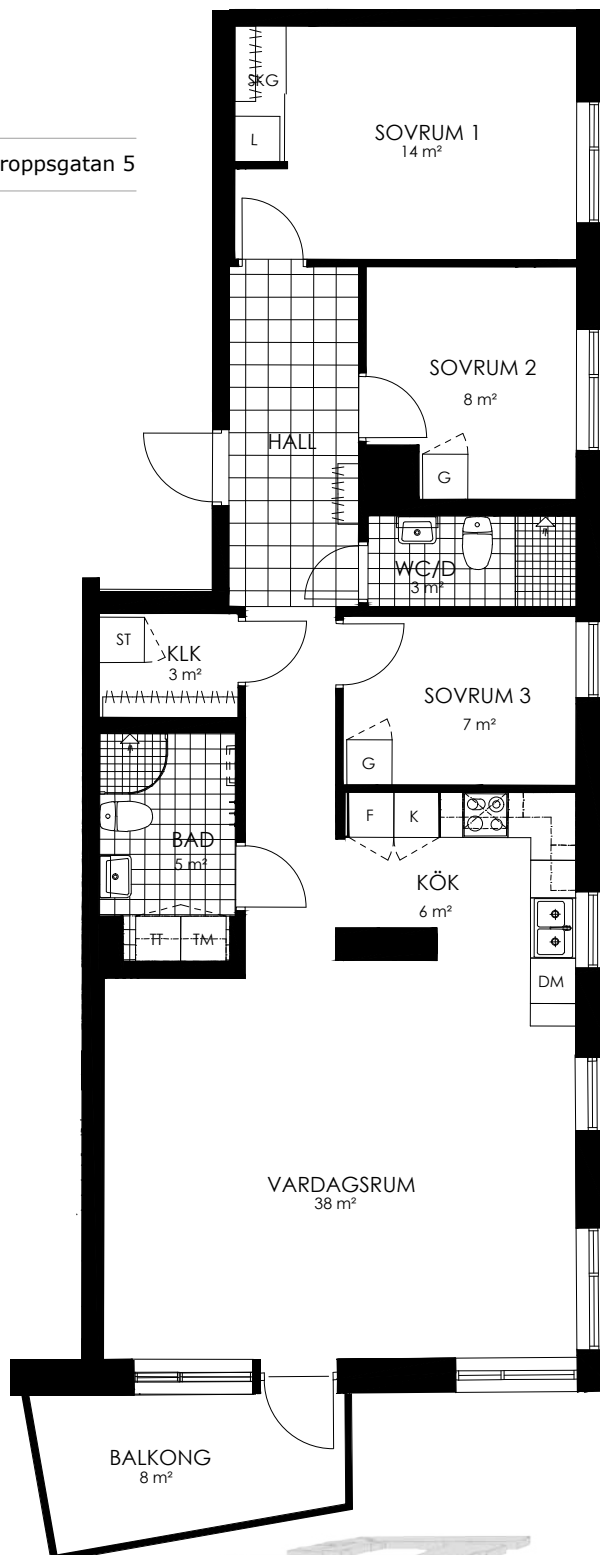 roppsgatan 5
SKG
L
SOVRUM 1
14 m²
SOVRUM 2
8 m²
HALL
G
WC/D
3 m²
ST
KLK
3 m²
SOVRUM 3
7 m²
G
F K
BAD
5 m²
KÖK
6 m²
TT TM
DM
VARDAGSRUM
38 m²
BALKONG
8 m²